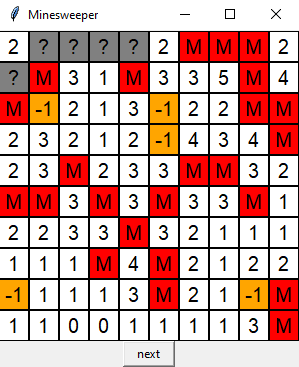 Minesweeper
2 ? ? ? ? 2 M M M 2
? M 3 1 M 3 3 5 M 4
M -1 2 1 3 -1 2 2 M M
2 3 2 1 2 -1 4 3 4 M
2 3 M 2 3 3 M M 3 2
M M 3 M 3 M 3 3 M 1
2 2 3 3 M 3 2 1 1 1
1 1 1 M 4 M 2 1 2 2
-1 1 1 1 3 M 2 1 -1 M
1 1 0 0 1 1 1 1 3 M
next